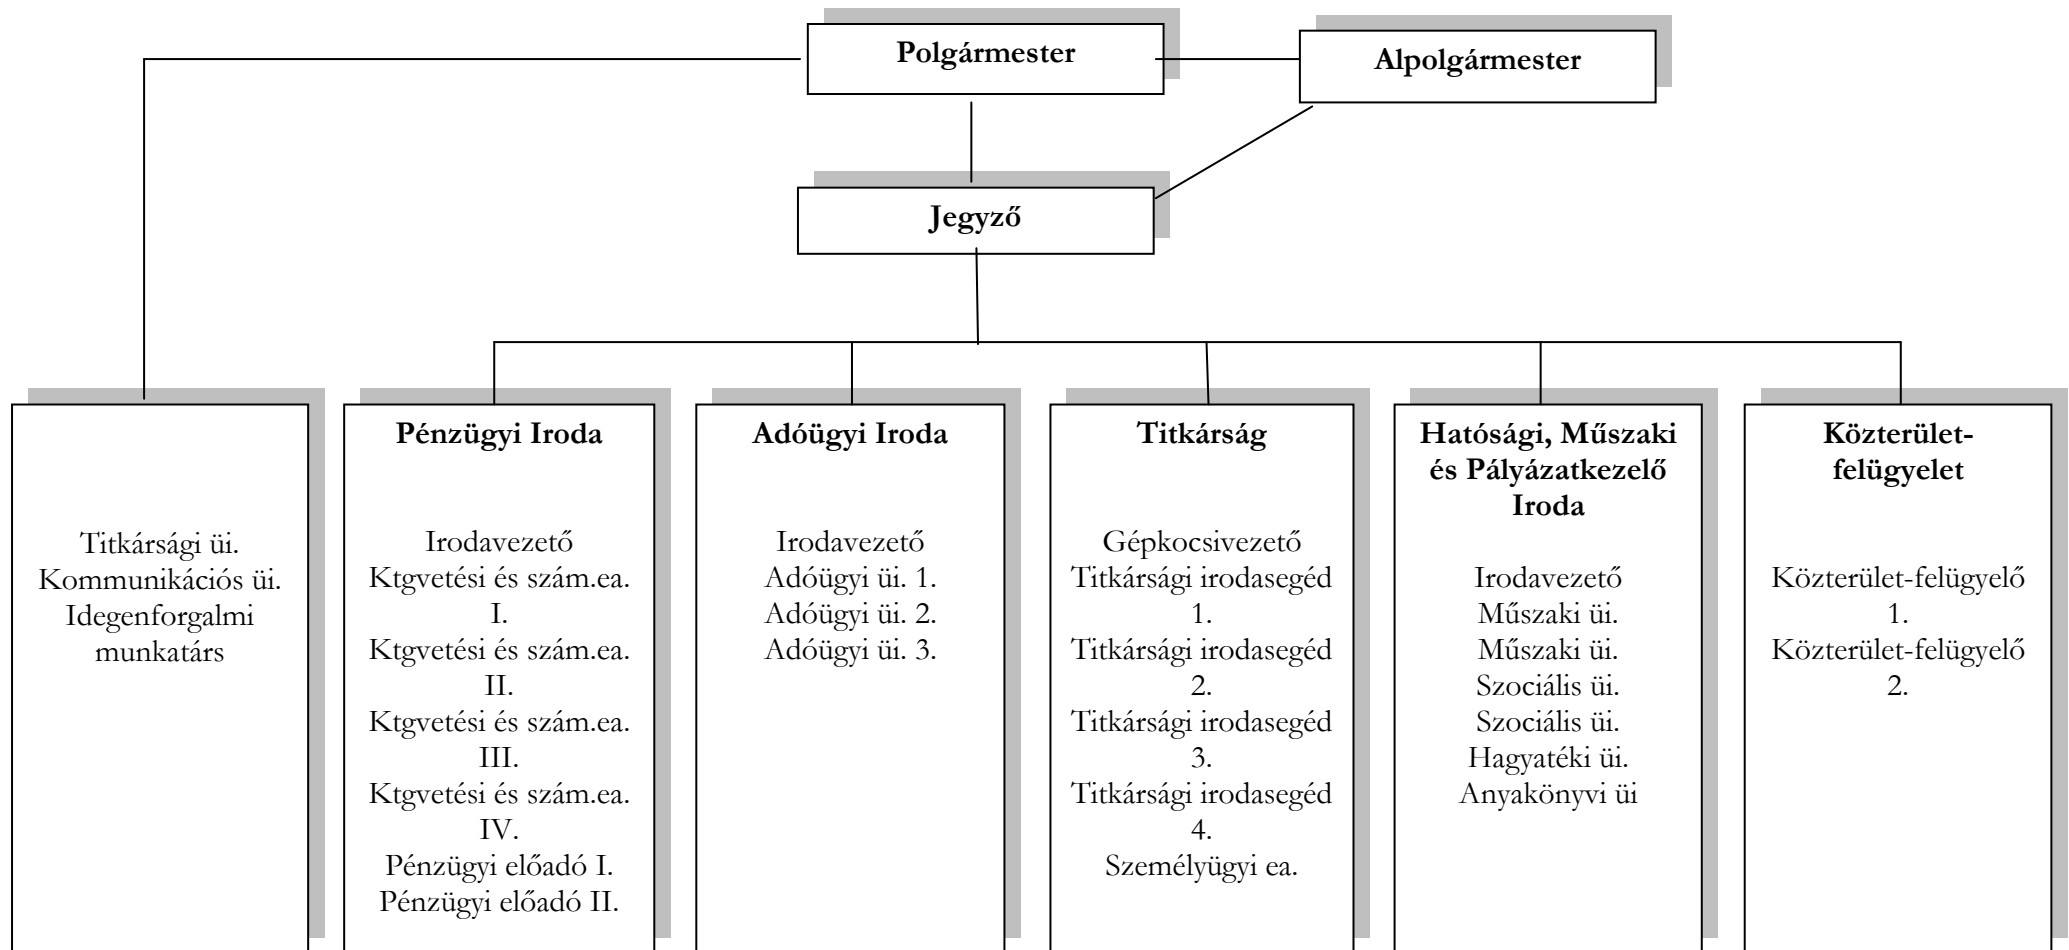 Polgármester
Alpolgármester
Jegyző
Titkársági üi.
Kommunikációs üi.
Idegenforgalmi
munkatárs
Pénzügyi Iroda
Irodavezető
Ktgvetési és szám.ea.
I.
Ktgvetési és szám.ea.
II.
Ktgvetési és szám.ea.
III.
Ktgvetési és szám.ea.
IV.
Pénzügyi előadó I.
Pénzügyi előadó II.
Adóügyi Iroda
Irodavezető
Adóügyi üi. 1.
Adóügyi üi. 2.
Adóügyi üi. 3.
Titkárság
Gépkocsivezető
Titkársági irodasegéd
1.
Titkársági irodasegéd
2.
Titkársági irodasegéd
3.
Titkársági irodasegéd
4.
Személyügyi ea.
Hatósági, Műszaki
és Pályázatkezelő
Iroda
Irodavezető
Műszaki üi.
Műszaki üi.
Szociális üi.
Szociális üi.
Hagyatéki üi.
Anyakönyvi üi
Közterület-
felügyelet
Közterület-felügyelő
1.
Közterület-felügyelő
2.